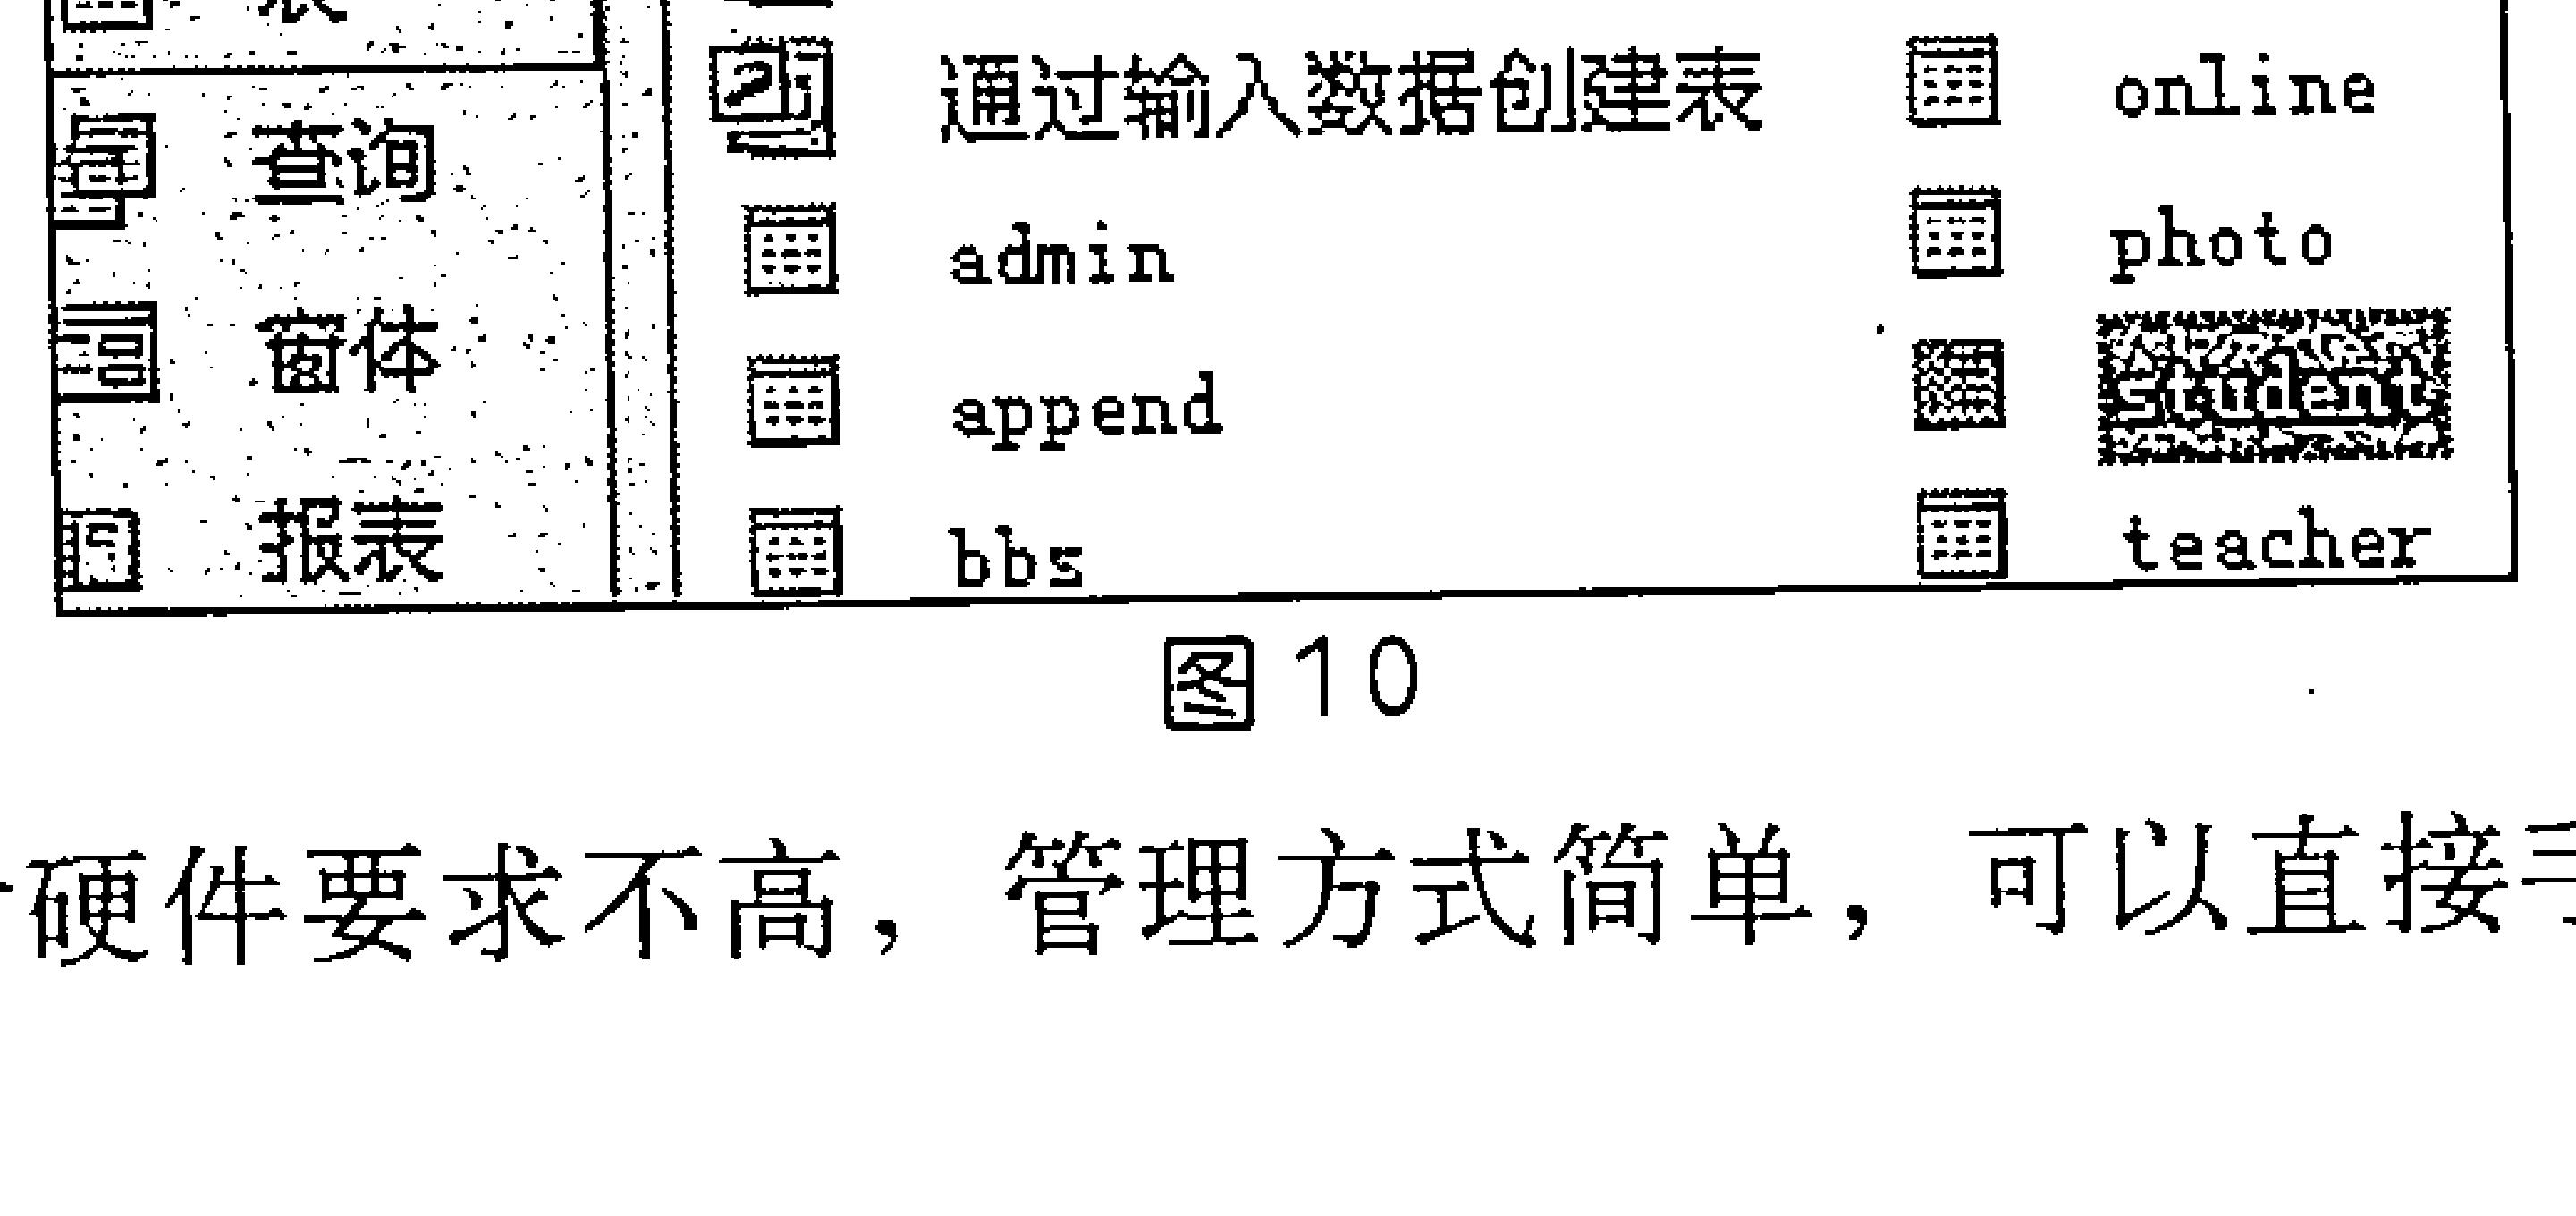 表
查询
窗体
报表
通过输入数据创建表
admin
append
bbs
online
photo
student
teacher
图10
硬件要求不高，管理方式简单，可以直接手